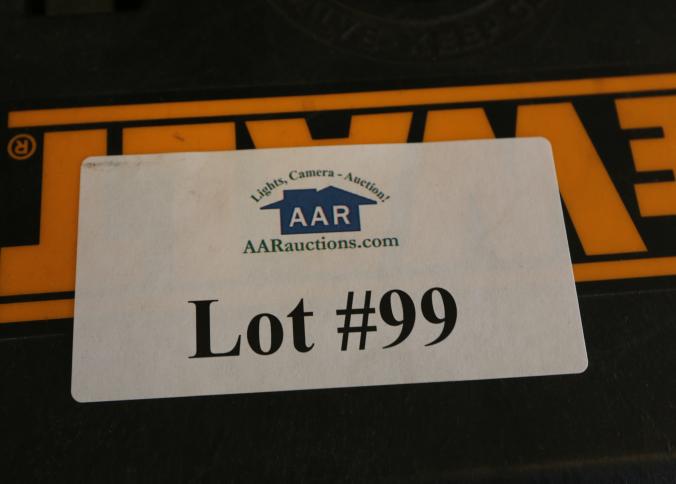 Lights, Camera - Auction!
AAR
AARauctions.com
Lot #99
®